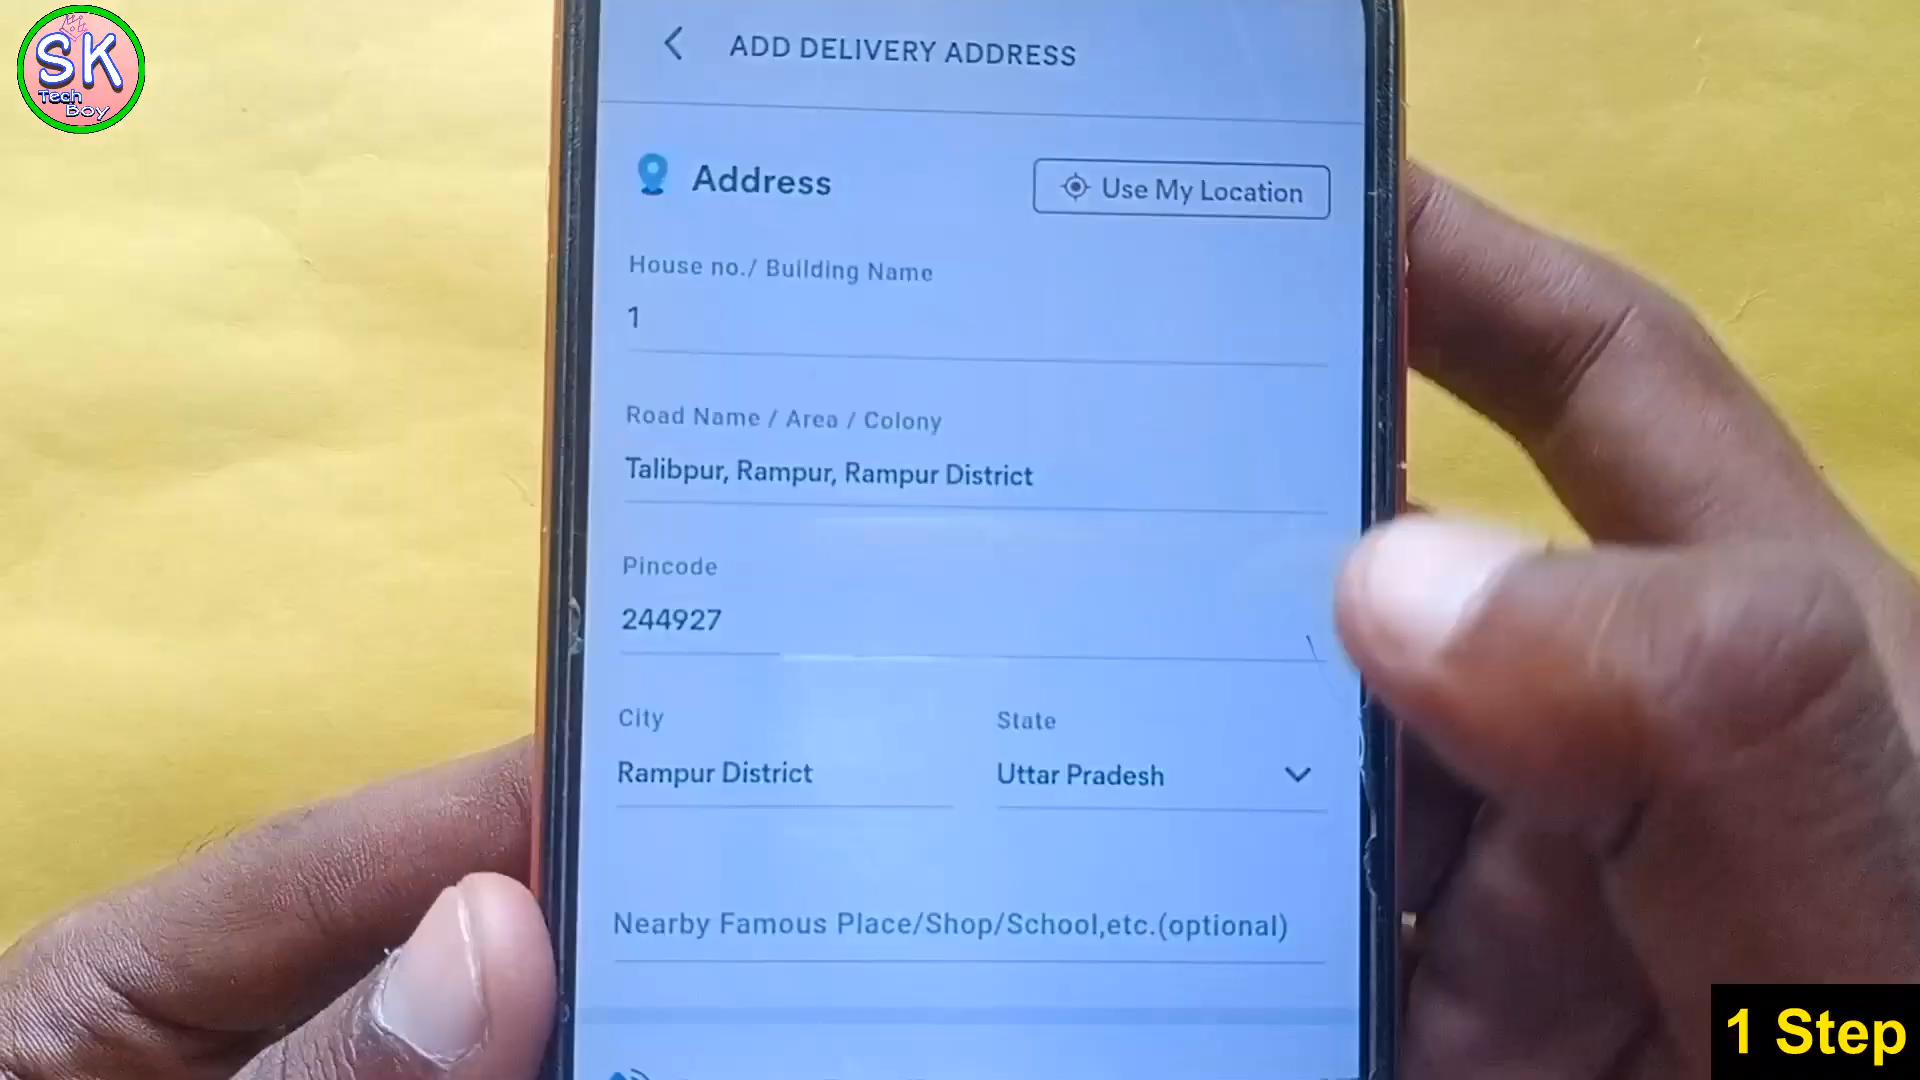 SK
Tech
Boy
ADD DELIVERY ADDRESS
Address
Use My Location
House no./ Building Name
1
Road Name / Area / Colony
Talibpur, Rampur, Rampur District
Pincode
244927
City
State
Rampur District
Uttar Pradesh
Nearby Famous Place/Shop/School,etc.(optional)
1 Step